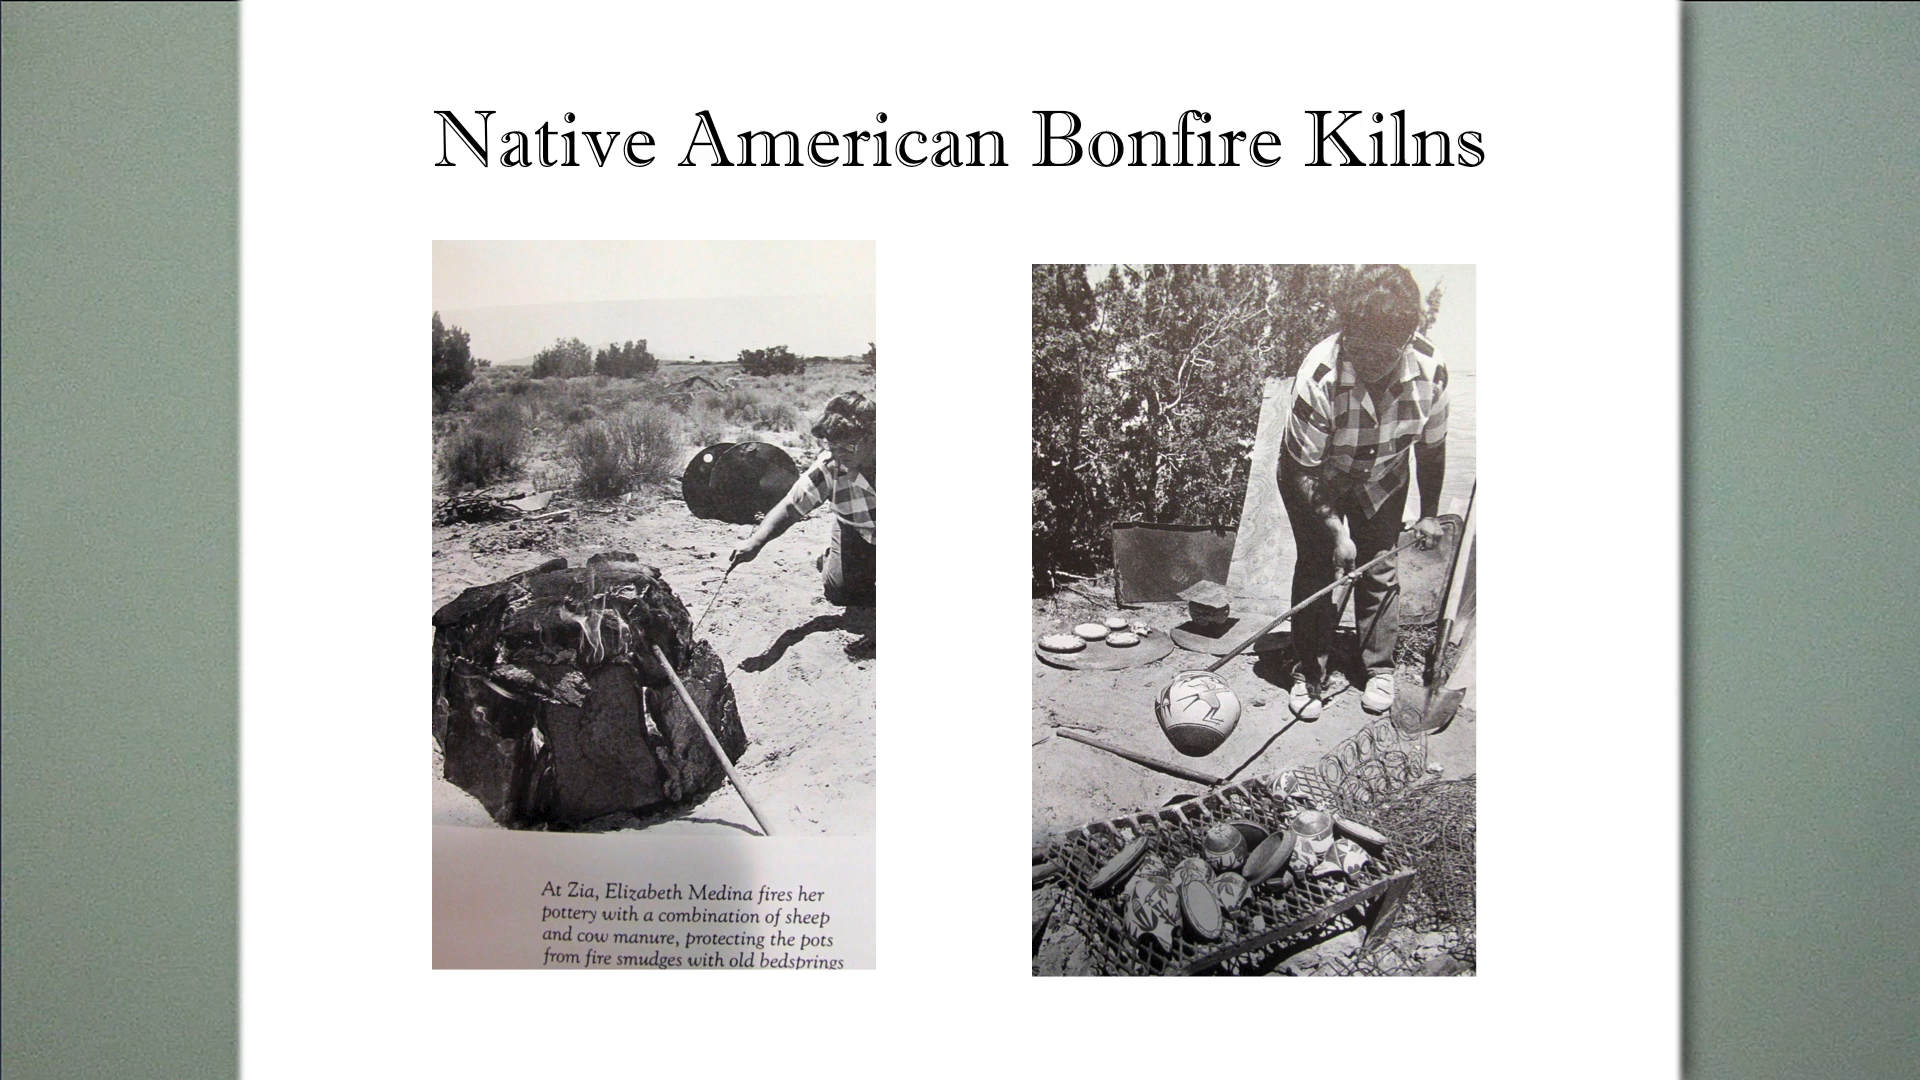 Native American Bonfire Kilns
At Zia, Elizabeth Medina fires her
pottery with a combination of sheep
and cow manure, protecting the pots
from fire smudges with old bedsprings